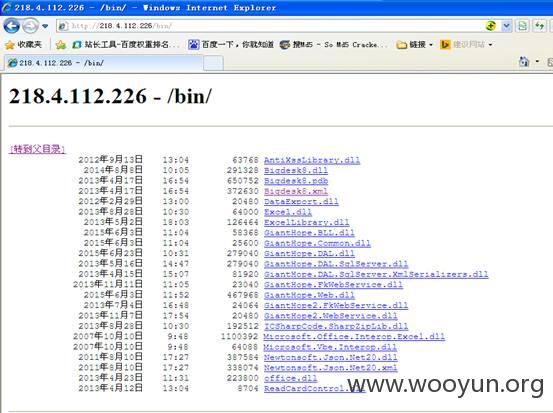 218.4.112.226 - /bin/ - Windows Internet Explorer
http://218.4.112.226/bin/
收藏夹 站长工具-百度权重排名... 百度一下，你就知道 搜Md5 - So Md5 Cracke... 链接 建议网站
218.4.112.226 - /bin/
218.4.112.226 - /bin/
[转到父目录]
2012年9月13日 13:04 63768 AntiXssLibrary.dll
2014年8月8日 10:05 291328 Bigdesk8.dll
2013年4月17日 16:54 650752 Bigdesk8.pdb
2013年4月17日 16:54 372630 Bigdesk8.xml
2012年2月29日 13:00 20480 DataExport.dll
2013年8月28日 10:30 64000 Excel.dll
2013年5月2日 18:03 126464 ExcelLibrary.dll
2015年6月3日 11:04 58368 GiantHope.BLL.dll
2015年6月3日 11:04 25600 GiantHope.Common.dll
2015年6月23日 10:31 279040 GiantHope.DAL.dll
2013年5月16日 14:47 279040 GiantHope.DAL.SqlServer.dll
2013年4月15日 15:07 81920 GiantHope.DAL.SqlServer.XmlSerializers.dll
2013年11月11日 11:05 23040 GiantHope.FkWebService.dll
2015年6月3日 11:52 467968 GiantHope.Web.dll
2013年7月4日 16:48 24064 GiantHope2.FkWebService.dll
2013年11月7日 17:54 20480 GiantHope2.WebService.dll
2013年8月28日 10:30 192512 ICSharpCode.SharpZipLib.dll
2007年10月10日 9:48 1100392 Microsoft.Office.Interop.Excel.dll
2007年10月10日 9:48 64088 Microsoft.Vbe.Interop.dll
2011年8月10日 17:27 387584 Newtonsoft.Json.Net20.dll
2011年8月10日 17:27 338074 Newtonsoft.Json.Net20.xml
2013年4月23日 11:31 223800 office.dll
2013年4月12日 13:04 8704 ReadCardControl.dll
www.wooyun.org